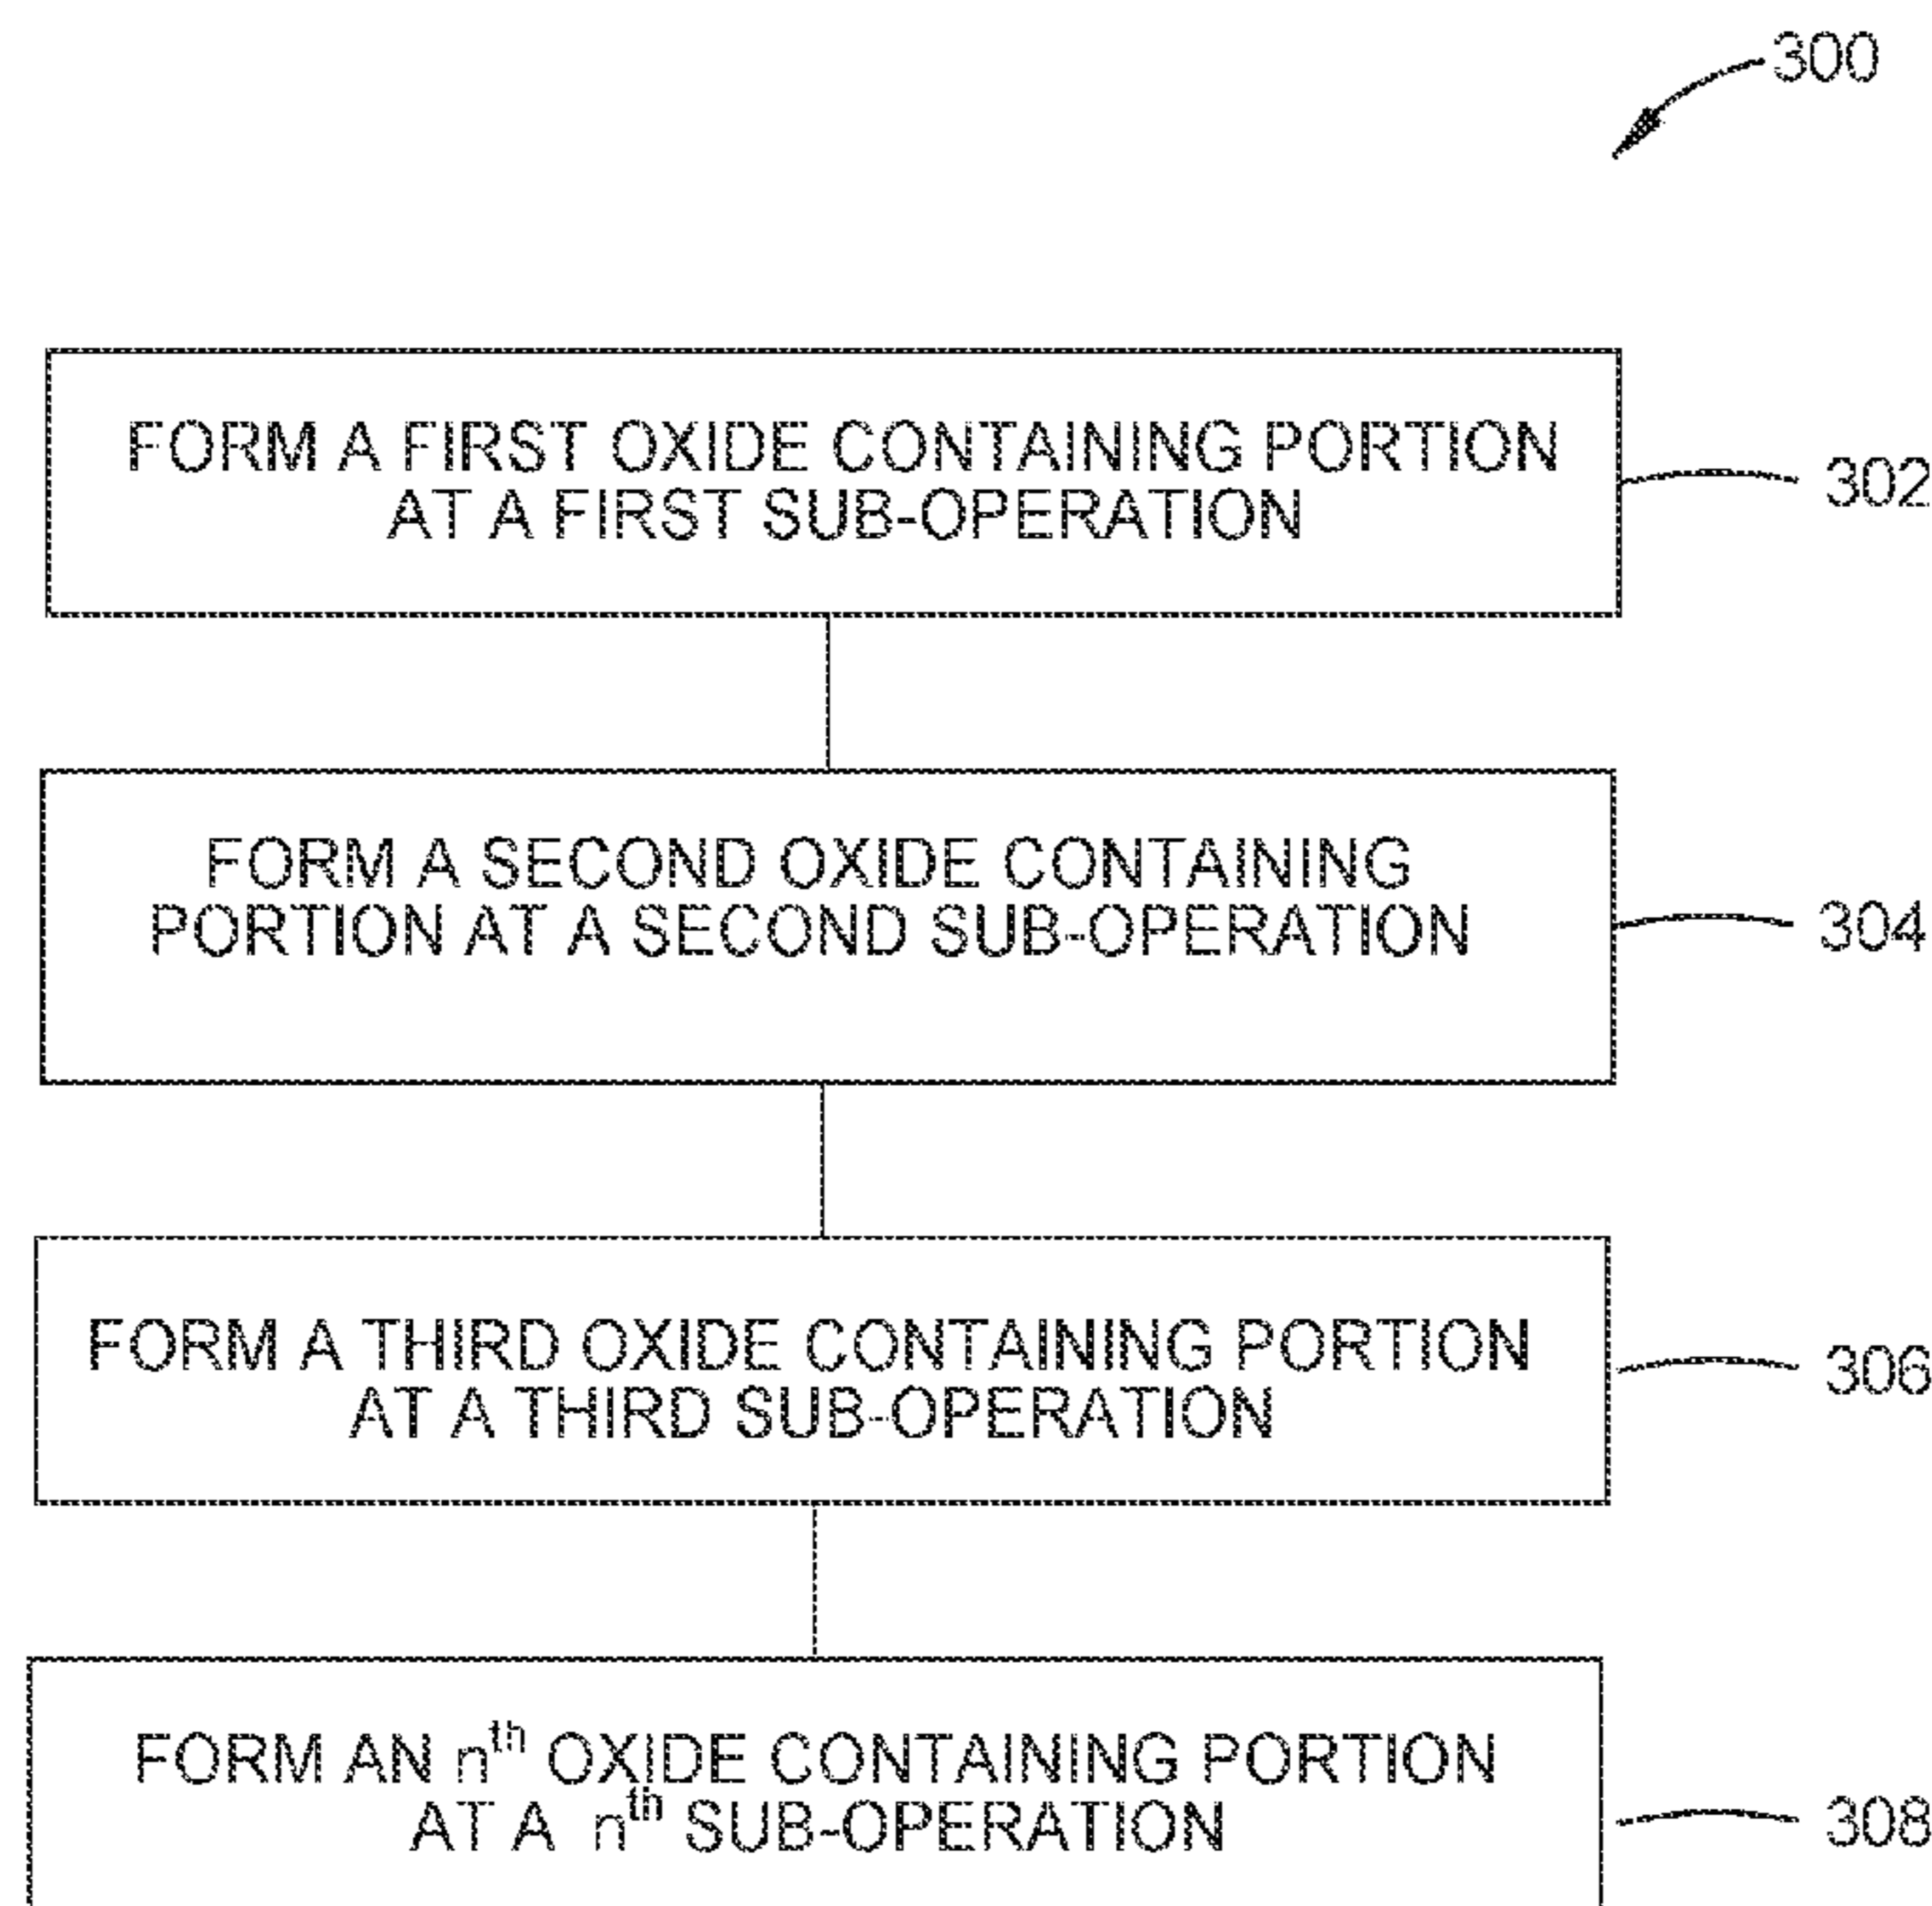 300
FORM A FIRST OXIDE CONTAINING PORTION
AT A FIRST SUB-OPERATION
302
FORM A SECOND OXIDE CONTAINING
PORTION AT A SECOND SUB-OPERATION
304
FORM A THIRD OXIDE CONTAINING PORTION
AT A THIRD SUB-OPERATION
306
FORM AN nth OXIDE CONTAINING PORTION
AT A nth SUB-OPERATION
308